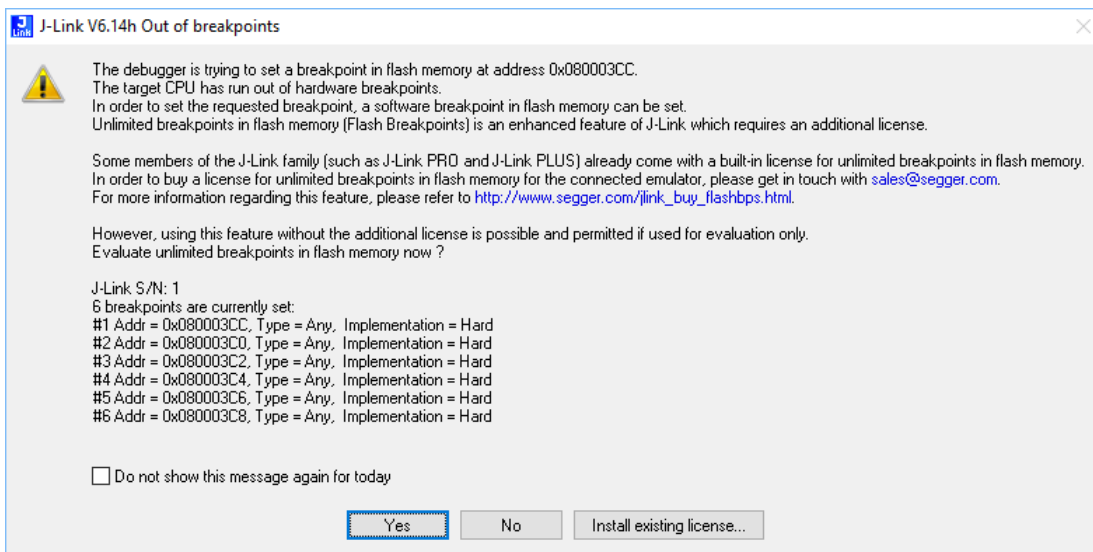 J-Link V6.14h Out of breakpoints
The debugger is trying to set a breakpoint in flash memory at address 0x080003CC.
The target CPU has run out of hardware breakpoints.
In order to set the requested breakpoint, a software breakpoint in flash memory can be set.
Unlimited breakpoints in flash memory (Flash Breakpoints) is an enhanced feature of J-Link which requires an additional license.
Some members of the J-Link family (such as J-Link PRO and J-Link PLUS) already come with a built-in license for unlimited breakpoints in flash memory.
In order to buy a license for unlimited breakpoints in flash memory for the connected emulator, please get in touch with sales@segger.com.
For more information regarding this feature, please refer to http://www.segger.com/jlink_buy_flashbps.html.
However, using this feature without the additional license is possible and permitted if used for evaluation only.
Evaluate unlimited breakpoints in flash memory now ?
J-Link S/N: 1
6 breakpoints are currently set:
#1 Addr = 0x080003CC, Type = Any, Implementation = Hard
#2 Addr = 0x080003C0, Type = Any, Implementation = Hard
#3 Addr = 0x080003C2, Type = Any, Implementation = Hard
#4 Addr = 0x080003C4, Type = Any, Implementation = Hard
#5 Addr = 0x080003C6, Type = Any, Implementation = Hard
#6 Addr = 0x080003C8, Type = Any, Implementation = Hard
Do not show this message again for today
Yes No Install existing license...